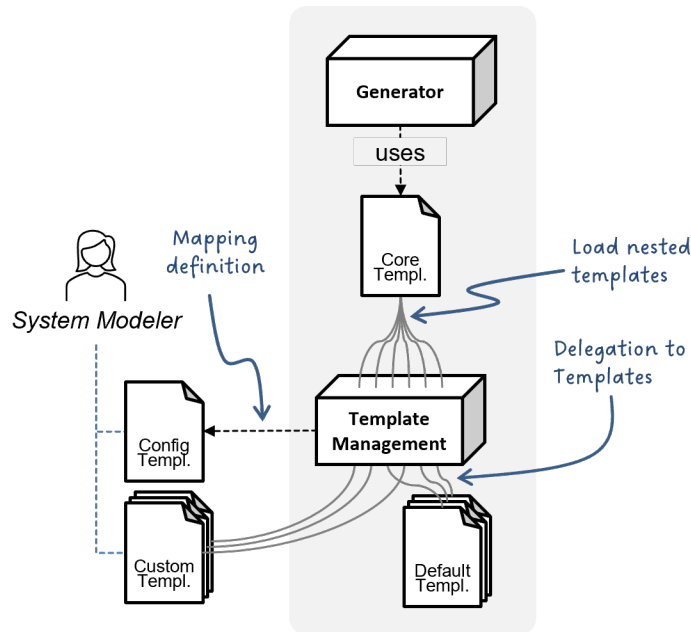 Generator
uses
Core
Templ.
Mapping
definition
Load nested
templates
System Modeler
Delegation to
Templates
Template
Management
Config
Templ.
Custom
Templ.
Default
Templ.